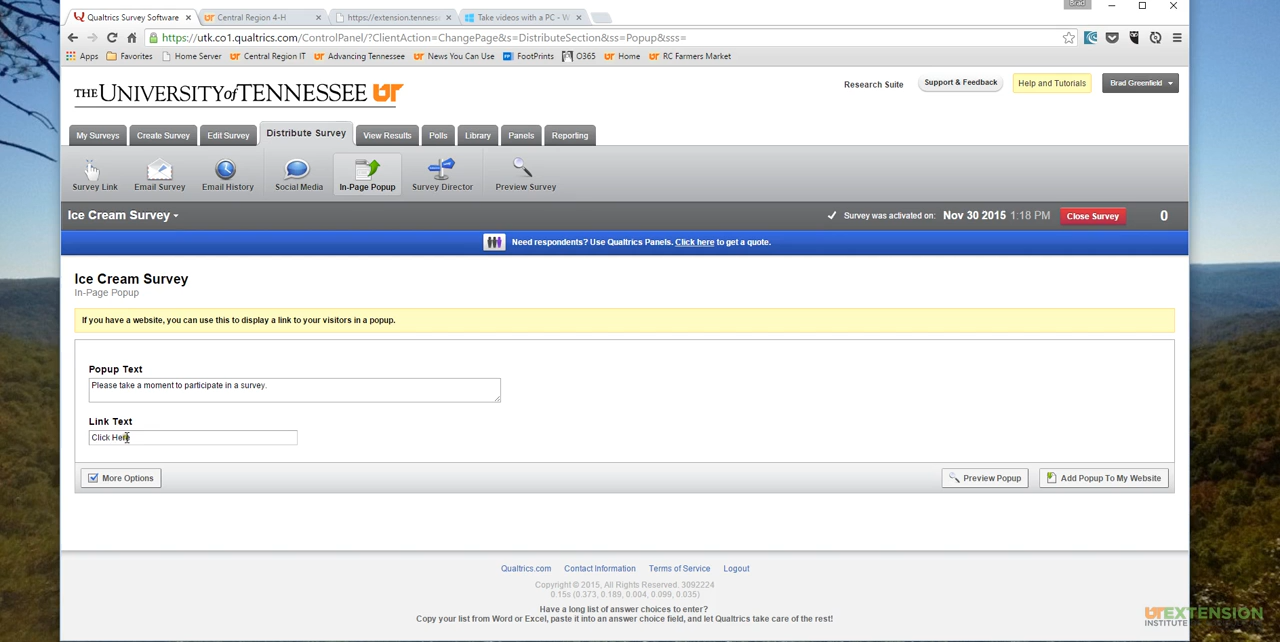 Brad
Qualtrics Survey Software
Central Region 4-H
https://extension.tenness
Take videos with a PC - W
https://utk.co1.qualtrics.com/ControlPanel/?ClientAction=ChangePage&s=DistributeSection&ss=Popup&sss=
Apps Favorites Home Server Central Region IT Advancing Tennessee News You Can Use FootPrints O365 Home RC Farmers Market
THE UNIVERSITY of TENNESSEE UT
Research Suite Support & Feedback Help and Tutorials Brad Greenfield
My Surveys Create Survey Edit Survey Distribute Survey View Results Polls Library Panels Reporting
Survey Link Email Survey Email History Social Media In-Page Popup Survey Director Preview Survey
Ice Cream Survey Survey was activated on: Nov 30 2015 1:18 PM Close Survey 0
Need respondents? Use Qualtrics Panels. Click here to get a quote.
Ice Cream Survey
In-Page Popup
If you have a website, you can use this to display a link to your visitors in a popup.
Popup Text
Please take a moment to participate in a survey.
Link Text
Click Here
More Options Preview Popup Add Popup To My Website
Qualtrics.com Contact Information Terms of Service Logout
Copyright © 2015, All Rights Reserved. 3092224
0.15s (0.373, 0.189, 0.004, 0.099, 0.035)
Have a long list of answer choices to enter?
Copy your list from Word or Excel, paste it into an answer choice field, and let Qualtrics take care of the rest!
UT EXTENSION
INSTITUTE